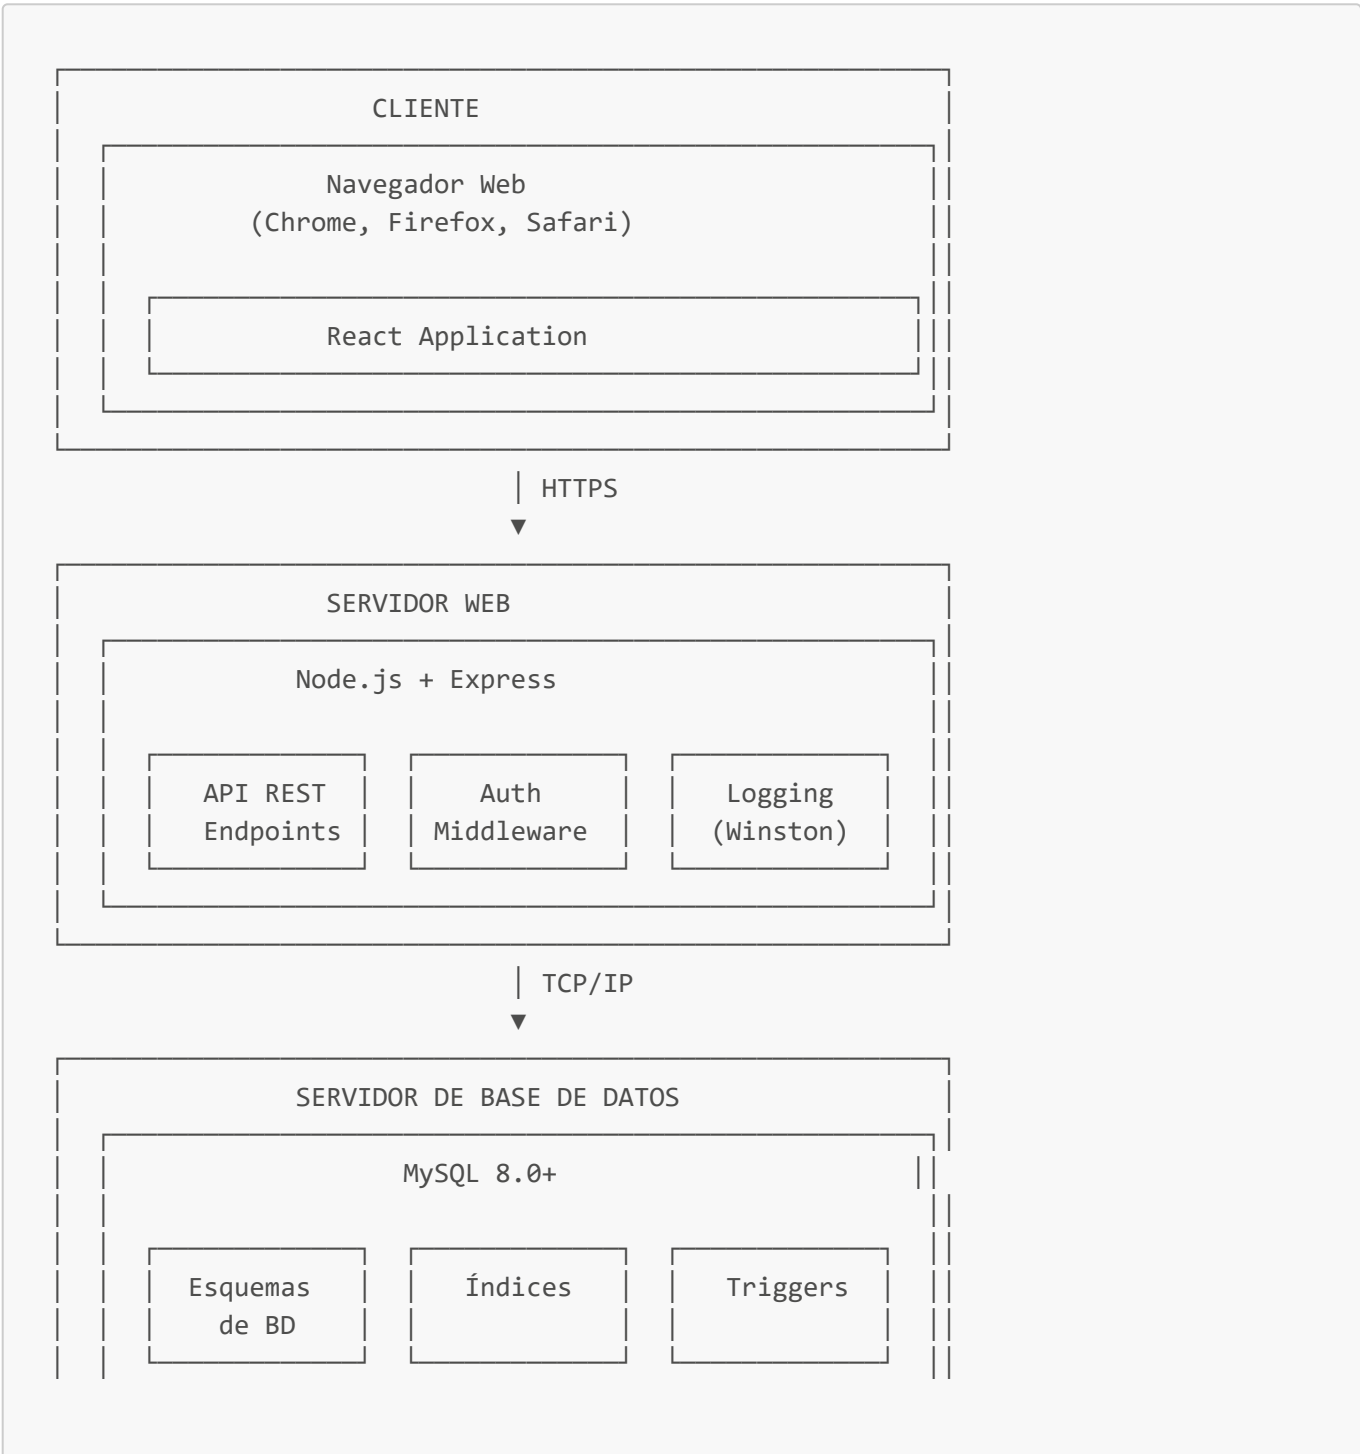 CLIENTE
Navegador Web
(Chrome, Firefox, Safari)
React Application
HTTPS
▼
SERVIDOR WEB
Node.js + Express
API REST Auth Logging
Endpoints Middleware (Winston)
TCP/IP
▼
SERVIDOR DE BASE DE DATOS
MySQL 8.0+
Esquemas Índices Triggers
de BD